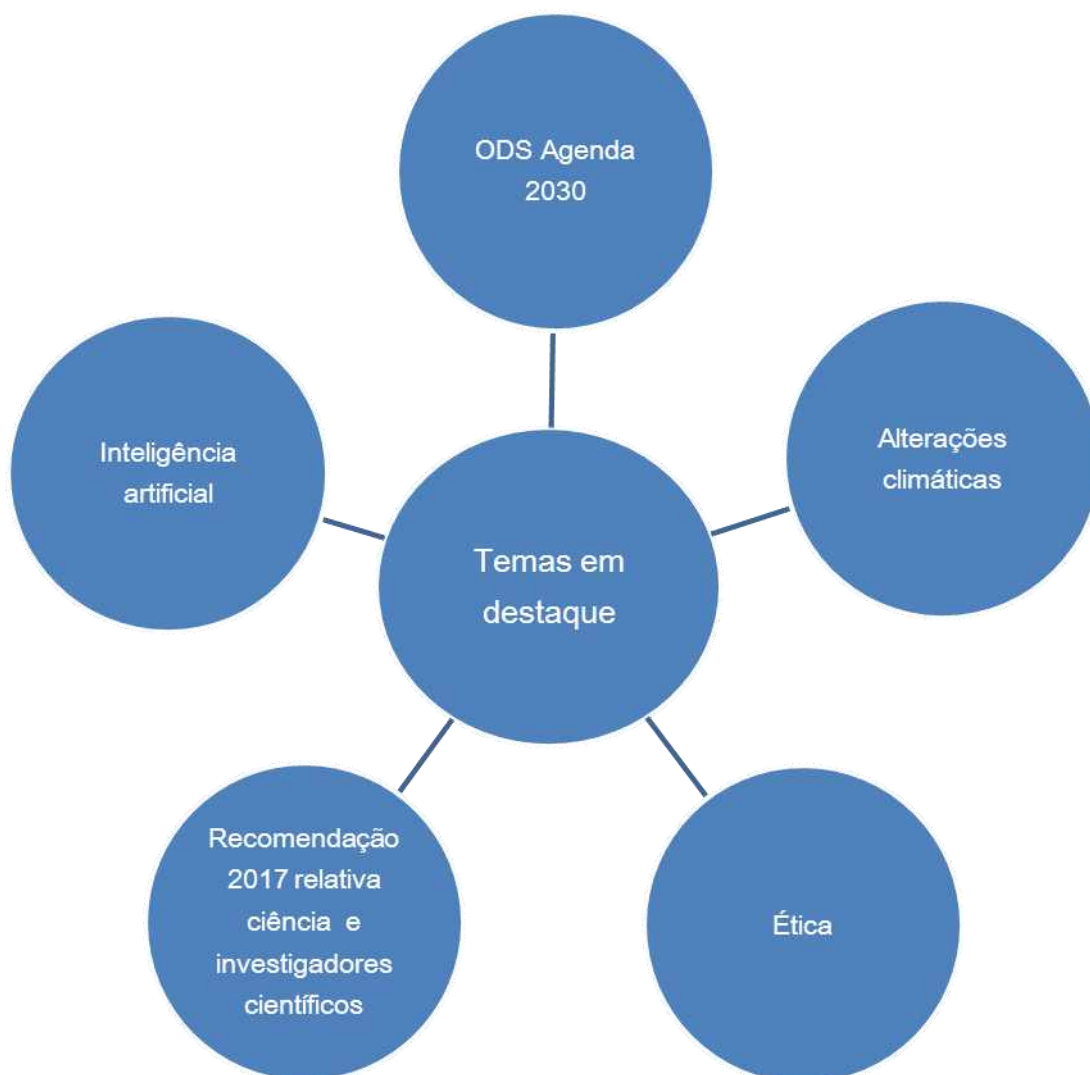 ODS Agenda
2030
Alterações
climáticas
Inteligência
artificial
Temas em
destaque
Recomendação
2017 relativa
ciência e
investigadores
científicos
Ética